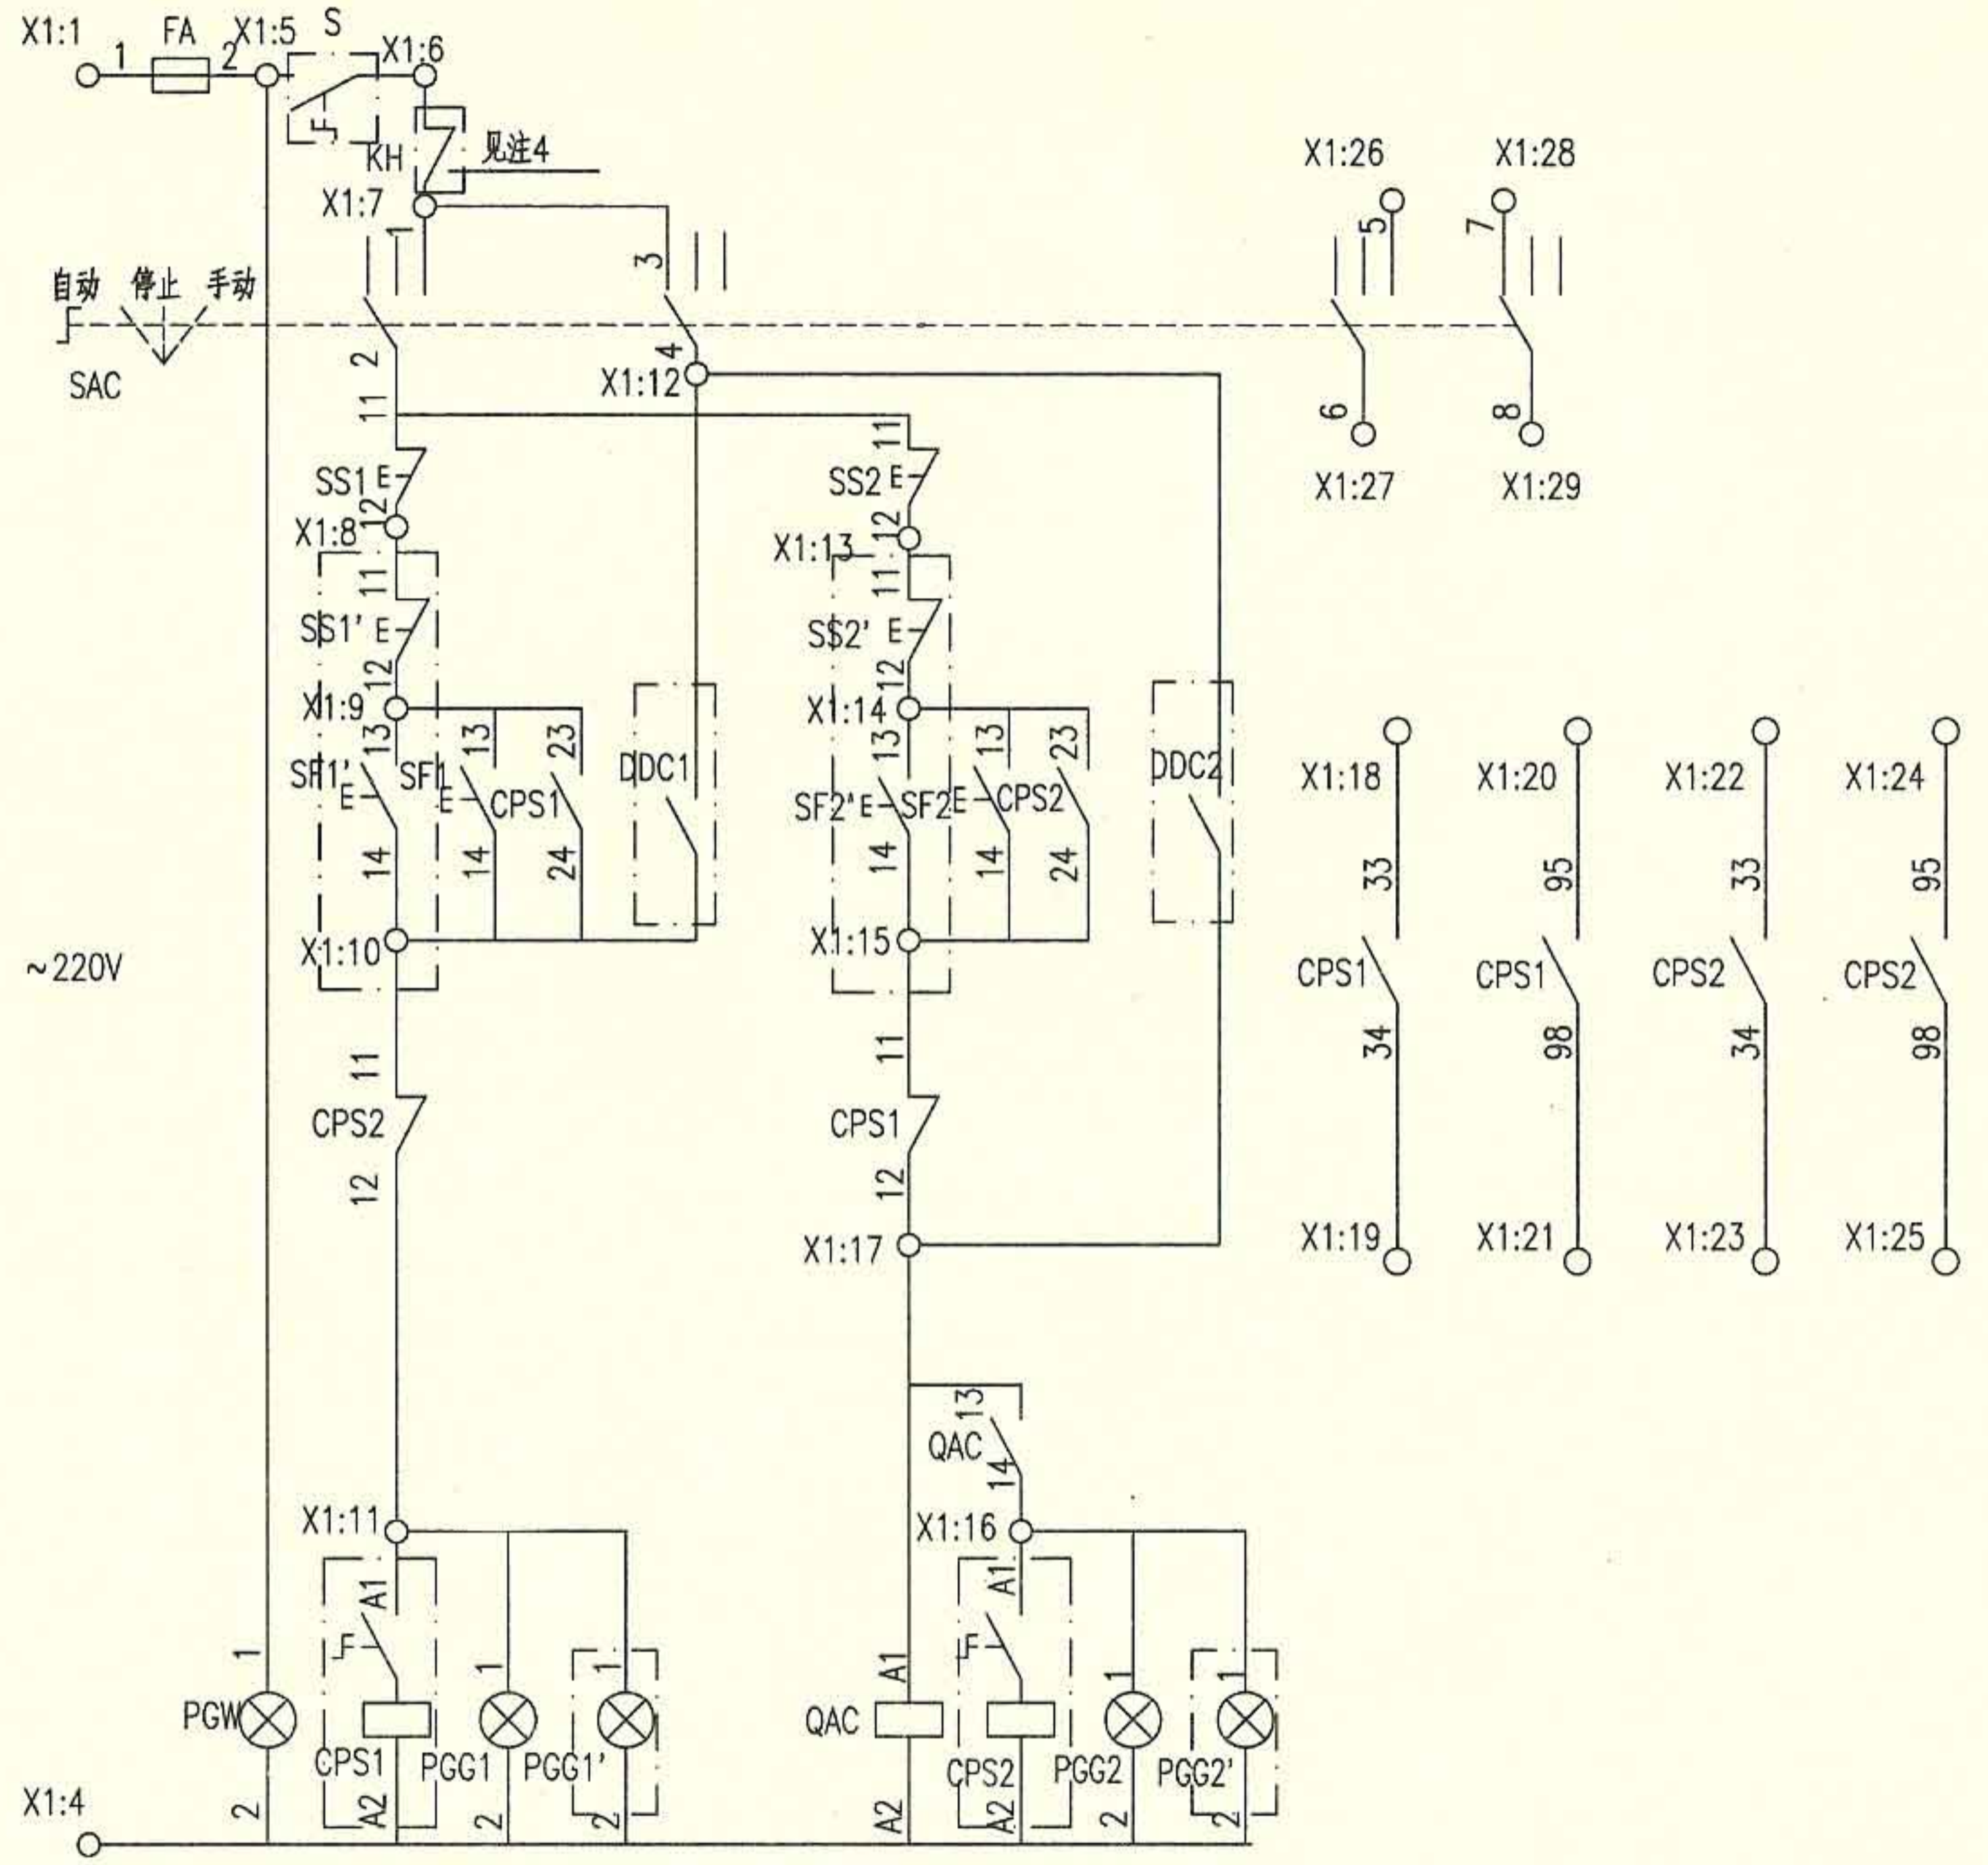 X1:1 1 FA 2 X1:5 S X1:6
KH 见注4
X1:7
1 3
X1:26 X1:28
5 7
自动 停止 手动
SAC
2 4
X1:12
6 8
X1:27 X1:29
11 11
SS1 E SS2 E
12 12
X1:8 X1:13
11 11
SS1' E SS2' E
12 12
X1:9 X1:14
13 13 23 13 13 23
SF1' E SF1 E CPS1 DDC1 SF2' E SF2 E CPS2 DDC2
14 14 24 14 14 24
X1:10 X1:15
X1:18 X1:20 X1:22 X1:24
33 95 33 95
~220V
CPS1 CPS1 CPS2 CPS2
34 98 34 98
X1:19 X1:21 X1:23 X1:25
11 11
CPS2 CPS1
12 12
X1:17
13
QAC
14
X1:11 X1:16
A1 A1
F F
1 1 1 A1 1 1
PGW CPS1 PGG1 PGG1' QAC CPS2 PGG2 PGG2'
2 A2 2 2 A2 A2 2 2
X1:4